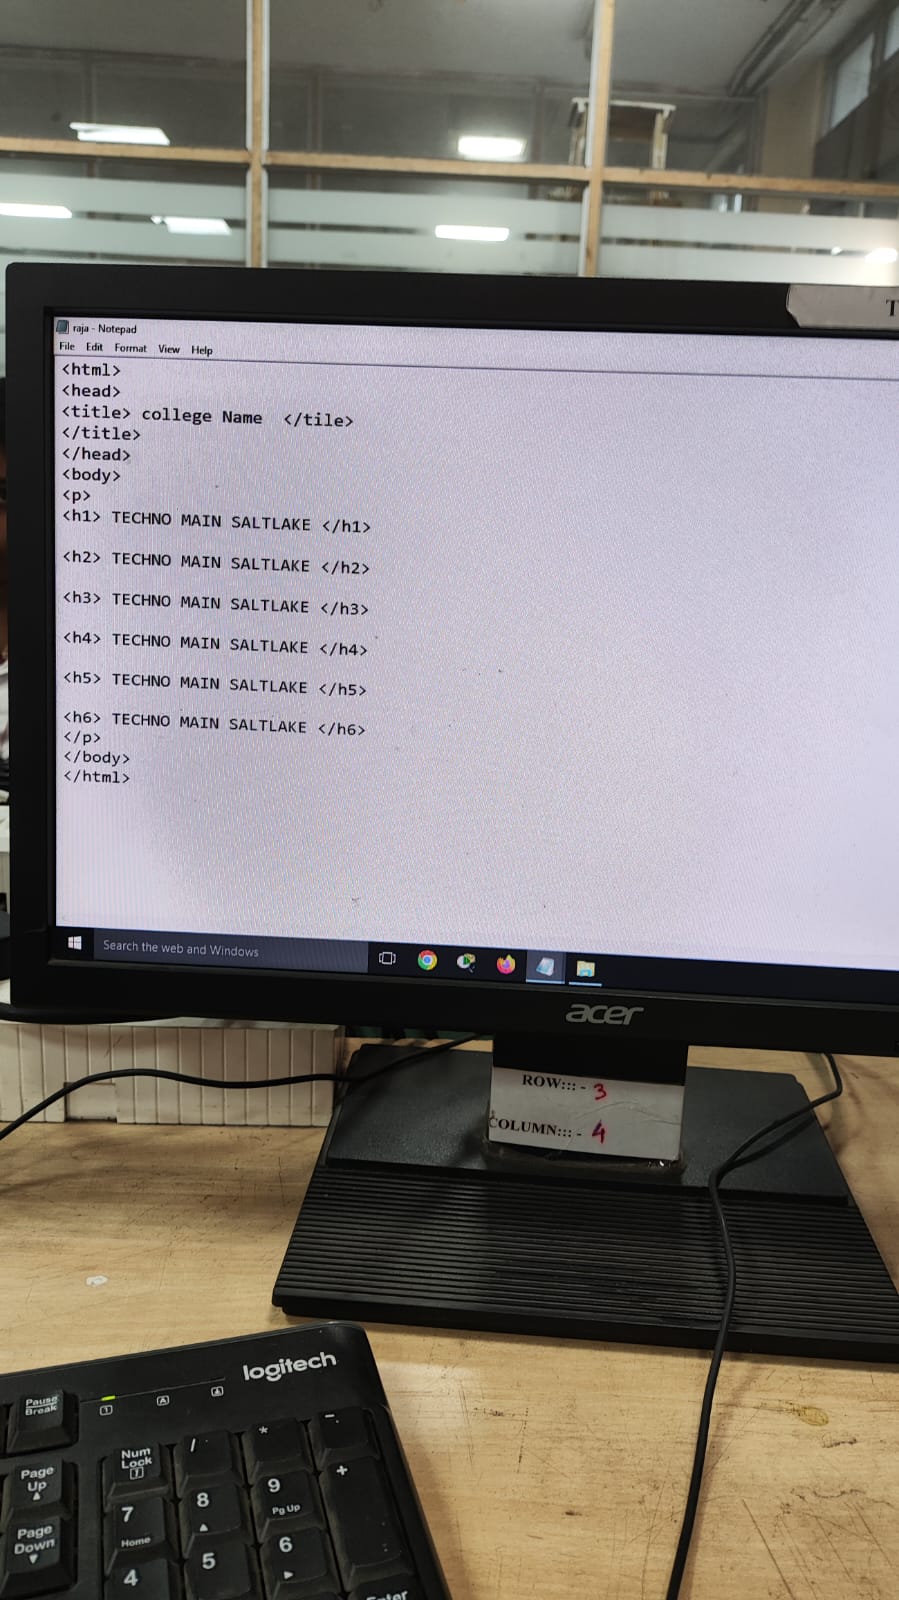 T
raja - Notepad
File Edit Format View Help
<html>
<head>
<title> college Name  </tile>
</title>
</head>
<body>
<p>
<h1> TECHNO MAIN SALTLAKE </h1>
<h2> TECHNO MAIN SALTLAKE </h2>
<h3> TECHNO MAIN SALTLAKE </h3>
<h4> TECHNO MAIN SALTLAKE </h4>
<h5> TECHNO MAIN SALTLAKE </h5>
<h6> TECHNO MAIN SALTLAKE </h6>
</p>
</body>
</html>
Search the web and Windows
acer
ROW:::- 3
COLUMN:::- 4
logitech
Pause
Break
1
A
Num
Lock
1
/
*
-
Page
Up
7
Home
8
9
Pg Up
+
Page
Down
4
5
6
Enter